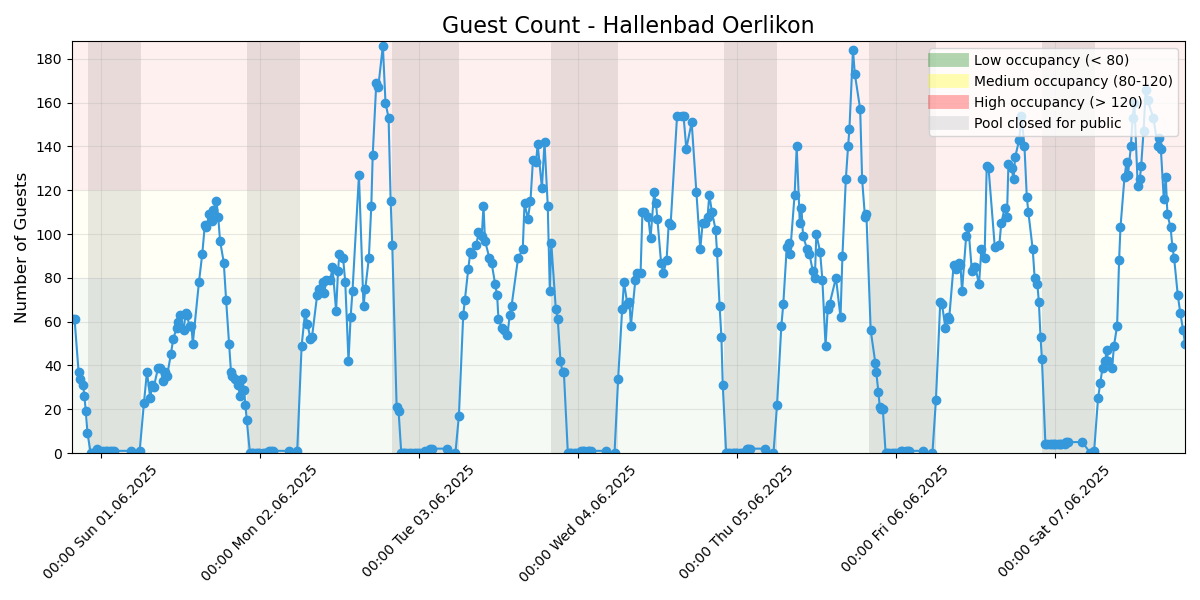 Guest Count - Hallenbad Oerlikon
Number of Guests
180
160
140
120
100
80
60
40
20
0
Low occupancy (< 80)
Medium occupancy (80-120)
High occupancy (> 120)
Pool closed for public
00:00 Sun 01.06.2025
00:00 Mon 02.06.2025
00:00 Tue 03.06.2025
00:00 Wed 04.06.2025
00:00 Thu 05.06.2025
00:00 Fri 06.06.2025
00:00 Sat 07.06.2025